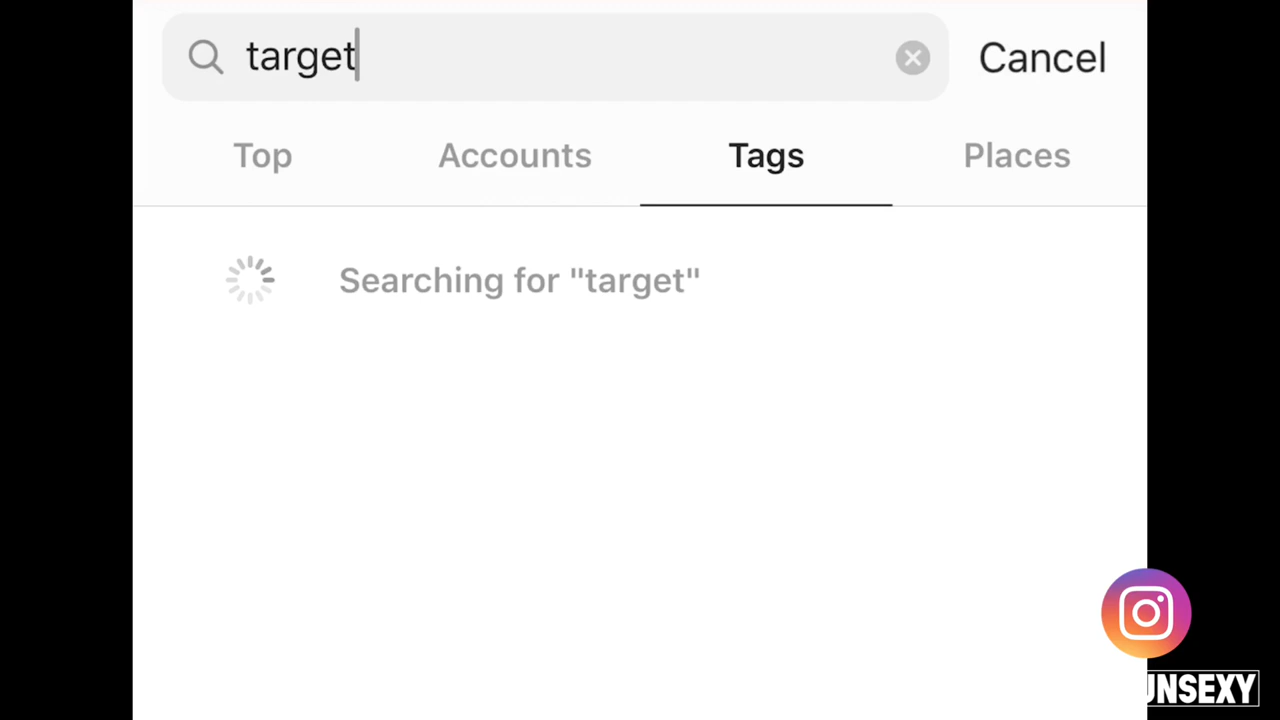 target
Cancel
Top
Accounts
Tags
Places
Searching for "target"
UNSEXY